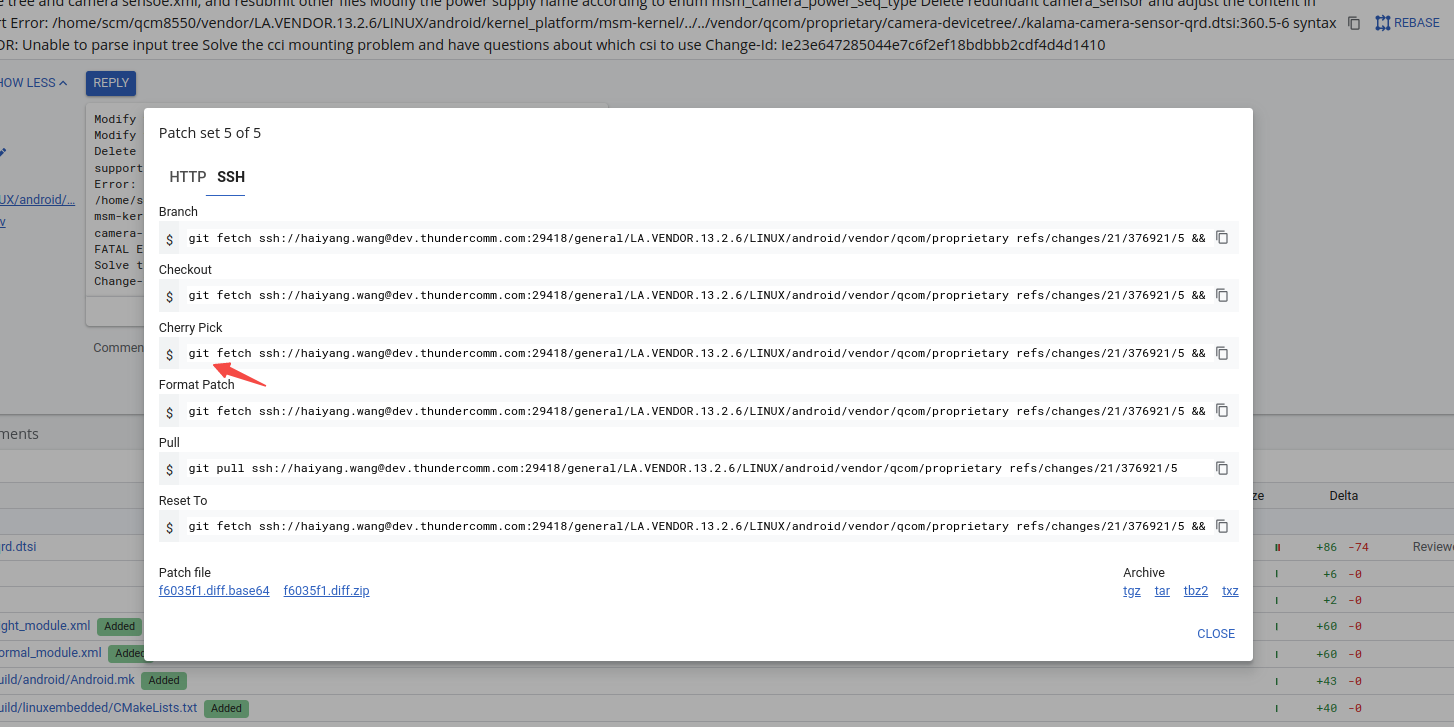 tree and camera sensoe.xml, and resubmit other files Modify the power supply name according to enum msm_camera_power_seq_type Delete redundant camera_sensor and adjust the content in
rt Error: /home/scm/qcm8550/vendor/LA.VENDOR.13.2.6/LINUX/android/kernel_platform/msm-kernel/../../vendor/qcom/proprietary/camera-devicetree/./kalama-camera-sensor-qrd.dtsi:360.5-6 syntax
REBASE
OR: Unable to parse input tree Solve the cci mounting problem and have questions about which csi to use Change-Id: Ie23e647285044e7c6f2ef18bdbbb2cdf4d4d1410
HOW LESS
REPLY
Modify
Modify
Delete
support
Error:
/home/s
msm-ker
camera-
FATAL E
Solve t
Change-
UX/android/...
v
Commen
Patch set 5 of 5
HTTP SSH
Branch
$ git fetch ssh://haiyang.wang@dev.thundercomm.com:29418/general/LA.VENDOR.13.2.6/LINUX/android/vendor/qcom/proprietary refs/changes/21/376921/5 &&
Checkout
$ git fetch ssh://haiyang.wang@dev.thundercomm.com:29418/general/LA.VENDOR.13.2.6/LINUX/android/vendor/qcom/proprietary refs/changes/21/376921/5 &&
Cherry Pick
$ git fetch ssh://haiyang.wang@dev.thundercomm.com:29418/general/LA.VENDOR.13.2.6/LINUX/android/vendor/qcom/proprietary refs/changes/21/376921/5 &&
Format Patch
$ git fetch ssh://haiyang.wang@dev.thundercomm.com:29418/general/LA.VENDOR.13.2.6/LINUX/android/vendor/qcom/proprietary refs/changes/21/376921/5 &&
Pull
$ git pull ssh://haiyang.wang@dev.thundercomm.com:29418/general/LA.VENDOR.13.2.6/LINUX/android/vendor/qcom/proprietary refs/changes/21/376921/5
Reset To
$ git fetch ssh://haiyang.wang@dev.thundercomm.com:29418/general/LA.VENDOR.13.2.6/LINUX/android/vendor/qcom/proprietary refs/changes/21/376921/5 &&
Patch file
f6035f1.diff.base64 f6035f1.diff.zip
Archive
tgz tar tbz2 txz
CLOSE
ments
ze Delta
rd.dtsi +86 -74 Review
+6 -0
+2 -0
ght_module.xml Added +60 -0
ormal_module.xml Added +60 -0
uild/android/Android.mk Added +43 -0
uild/linuxembedded/CMakeLists.txt Added +40 -0